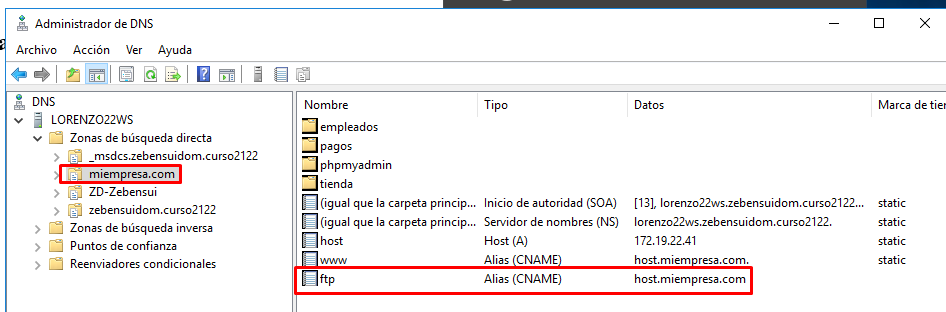 Administrador de DNS
Archivo Acción Ver Ayuda
DNS
LORENZO22WS
Zonas de búsqueda directa
_msdcs.zebensuidom.curso2122
miempresa.com
ZD-Zebensui
zebensuidom.curso2122
Zonas de búsqueda inversa
Puntos de confianza
Reenviadores condicionales
Nombre Tipo Datos Marca de tien
empleados
pagos
phpmyadmin
tienda
(igual que la carpeta princip... Inicio de autoridad (SOA) [13], lorenzo22ws.zebensuidom.curso2122... static
(igual que la carpeta princip... Servidor de nombres (NS) lorenzo22ws.zebensuidom.curso2122. static
host Host (A) 172.19.22.41 static
www Alias (CNAME) host.miempresa.com. static
ftp Alias (CNAME) host.miempresa.com